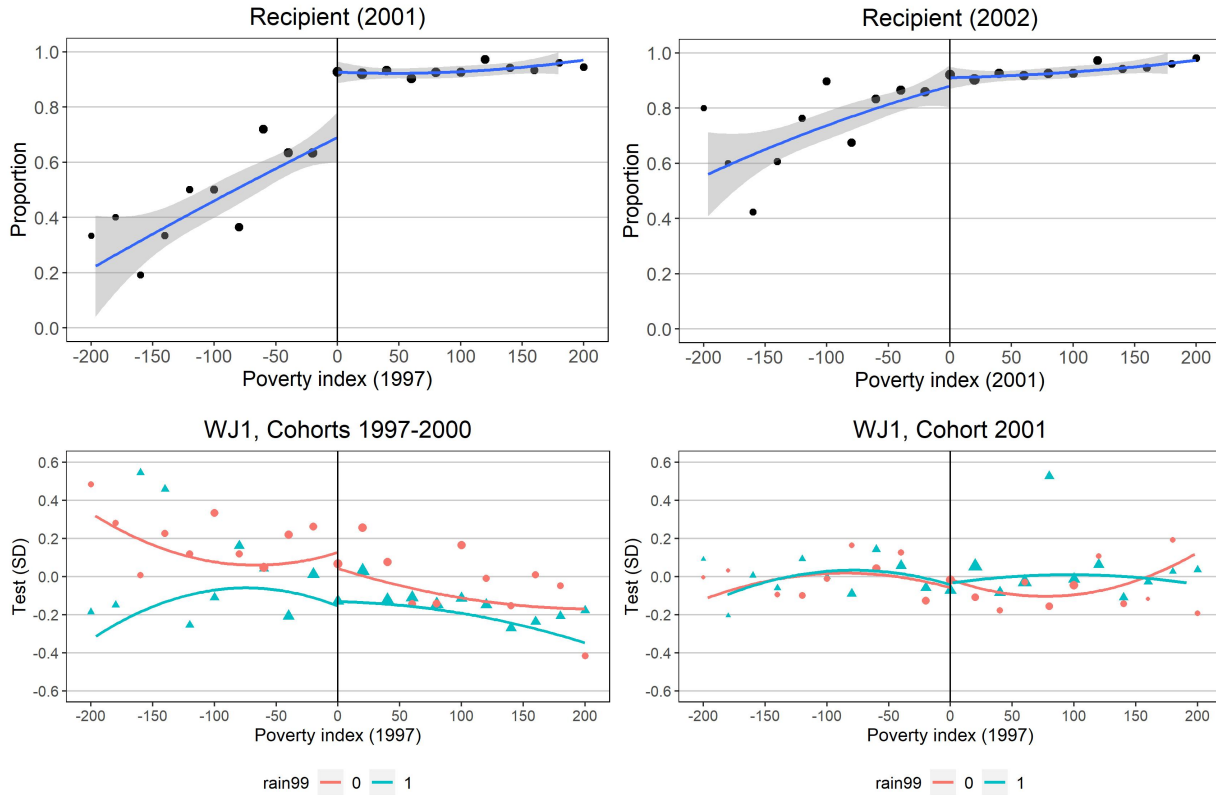 Recipient (2001)
Proportion
1.0
0.8
0.6
0.4
0.2
0.0
-200 -150 -100 -50 0 50 100 150 200
Poverty index (1997)
Recipient (2002)
Proportion
1.0
0.8
0.6
0.4
0.2
0.0
-200 -150 -100 -50 0 50 100 150 200
Poverty index (2001)
WJ1, Cohorts 1997-2000
Test (SD)
0.6
0.4
0.2
0.0
-0.2
-0.4
-0.6
-200 -150 -100 -50 0 50 100 150 200
Poverty index (1997)
rain99 0 1
WJ1, Cohort 2001
Test (SD)
0.6
0.4
0.2
0.0
-0.2
-0.4
-0.6
-200 -150 -100 -50 0 50 100 150 200
Poverty index (1997)
rain99 0 1